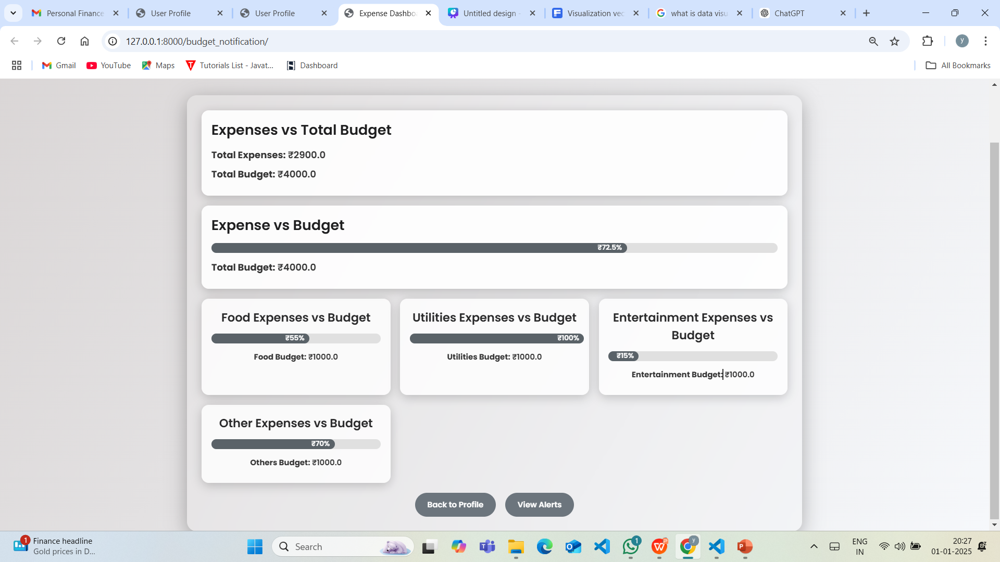 Personal Finance
User Profile
User Profile
Expense Dashbo
Untitled design -
Visualization vec
what is data visu
ChatGPT
127.0.0.1:8000/budget_notification/
y
Gmail
YouTube
Maps
Tutorials List - Javat...
Dashboard
All Bookmarks
Expenses vs Total Budget
Total Expenses: ₹2900.0
Total Budget: ₹4000.0
Expense vs Budget
₹72.5%
Total Budget: ₹4000.0
Food Expenses vs Budget
₹55%
Food Budget: ₹1000.0
Utilities Expenses vs Budget
₹100%
Utilities Budget: ₹1000.0
Entertainment Expenses vs
Budget
₹15%
Entertainment Budget: ₹1000.0
Other Expenses vs Budget
₹70%
Others Budget: ₹1000.0
Back to Profile
View Alerts
1
Finance headline
Gold prices in D...
Search
1
y
ENG
IN
20:27
01-01-2025